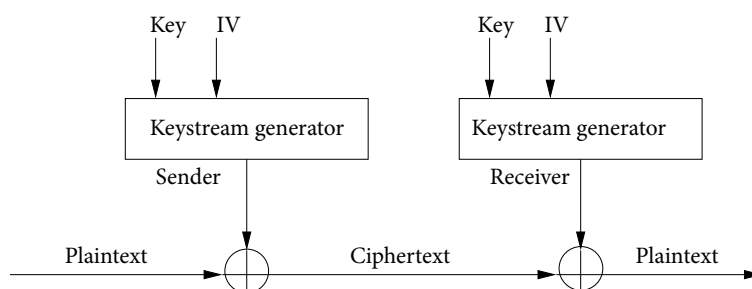 Key IV Key IV
Keystream generator Keystream generator
Sender Receiver
Plaintext Ciphertext Plaintext